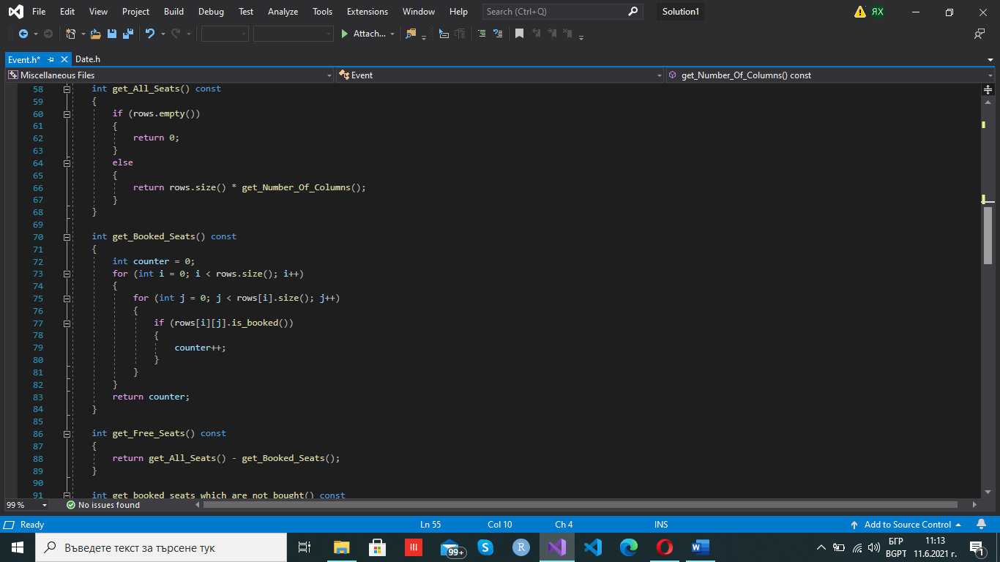 File Edit View Project Build Debug Test Analyze Tools Extensions Window Help Search (Ctrl+Q) Solution1 ЯХ
Attach...
Event.h* Date.h
Miscellaneous Files Event get_Number_Of_Columns() const
58 int get_All_Seats() const
59 {
60 if (rows.empty())
61 {
62 return 0;
63 }
64 else
65 {
66 return rows.size() * get_Number_Of_Columns();
67 }
68 }
69
70 int get_Booked_Seats() const
71 {
72 int counter = 0;
73 for (int i = 0; i < rows.size(); i++)
74 {
75 for (int j = 0; j < rows[i].size(); j++)
76 {
77 if (rows[i][j].is_booked())
78 {
79 counter++;
80 }
81 }
82 }
83 return counter;
84 }
85
86 int get_Free_Seats() const
87 {
88 return get_All_Seats() - get_Booked_Seats();
89 }
90
91 int get_booked_seats_which_are_not_bought() const
99 % No issues found
Ready Ln 55 Col 10 Ch 4 INS Add to Source Control
Въведете текст за търсене тук 99+ R БГР 11:13
BGPT 11.6.2021 г. 1